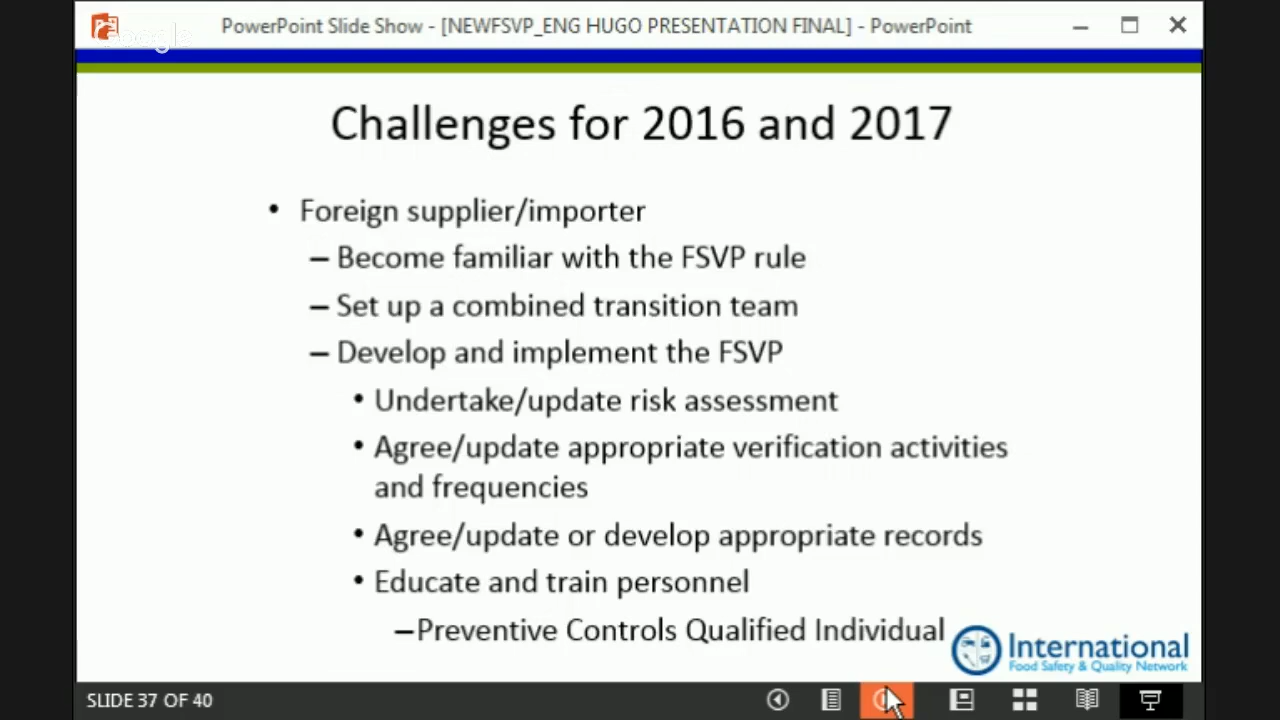 PowerPoint Slide Show - [NEWFSVP_ENG HUGO PRESENTATION FINAL] - PowerPoint
Google
Challenges for 2016 and 2017
• Foreign supplier/importer
– Become familiar with the FSVP rule
– Set up a combined transition team
– Develop and implement the FSVP
• Undertake/update risk assessment
• Agree/update appropriate verification activities
and frequencies
• Agree/update or develop appropriate records
• Educate and train personnel
–Preventive Controls Qualified Individual
International
Food Safety & Quality Network
SLIDE 37 OF 40